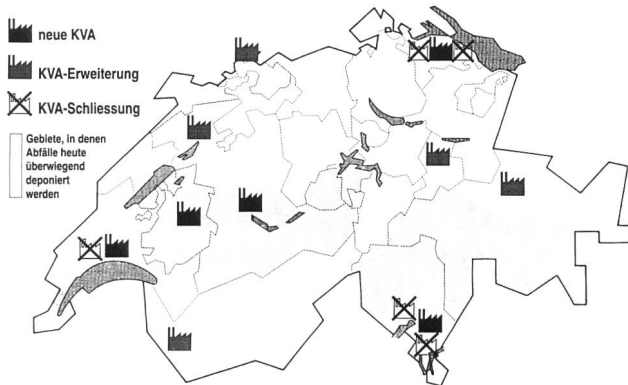 neue KVA
KVA-Erweiterung
KVA-Schliessung
Gebiete, in denen
Abfälle heute
überwiegend
deponiert
werden